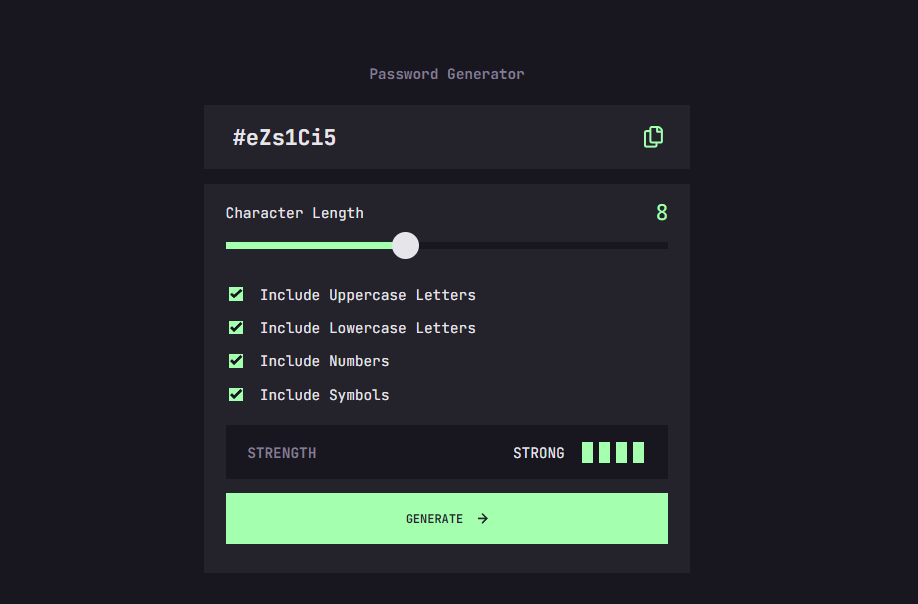 Password Generator
#eZs1Ci5
Character Length 8
Include Uppercase Letters
Include Lowercase Letters
Include Numbers
Include Symbols
STRENGTH STRONG
GENERATE →